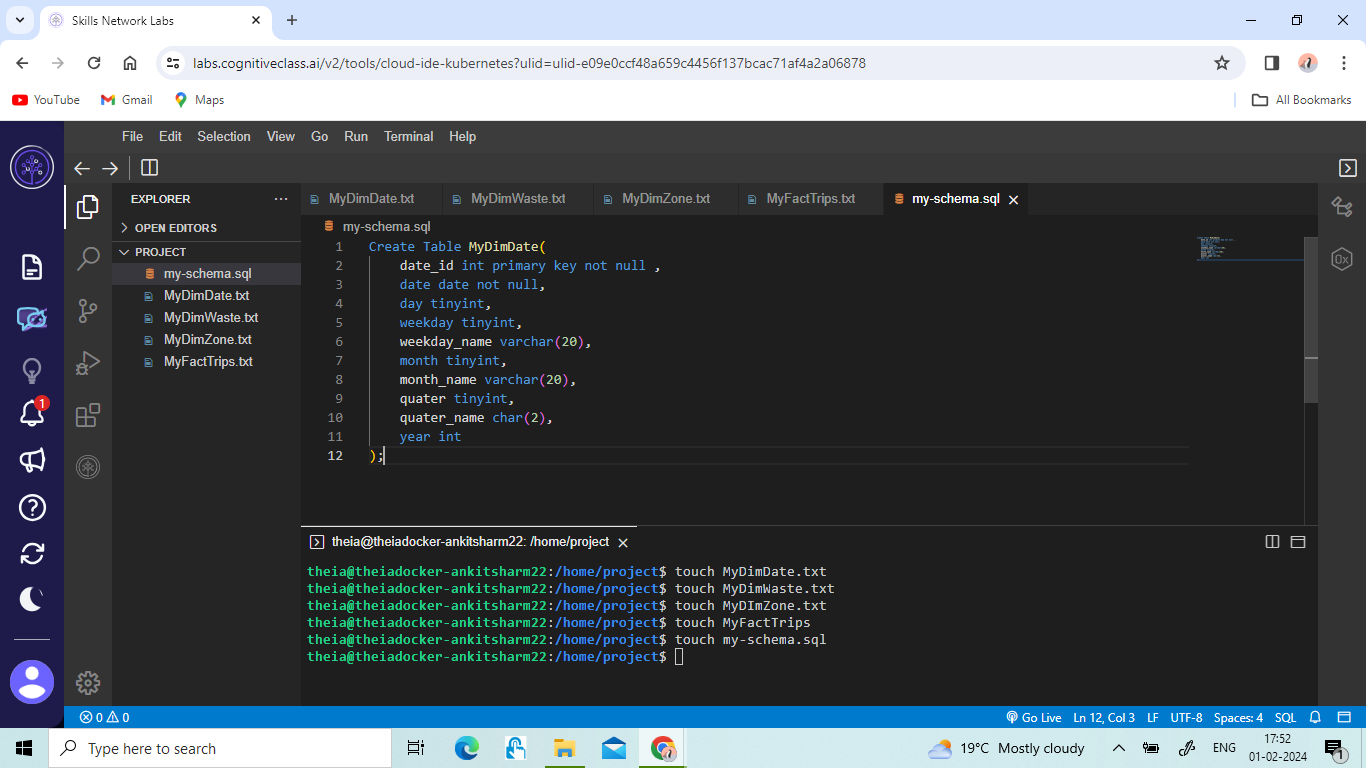 Skills Network Labs
labs.cognitiveclass.ai/v2/tools/cloud-ide-kubernetes?ulid=ulid-e09e0ccf48a659c4456f137bcac71af4a2a06878
YouTube Gmail Maps All Bookmarks
File Edit Selection View Go Run Terminal Help
EXPLORER
OPEN EDITORS
PROJECT
my-schema.sql
MyDimDate.txt
MyDimWaste.txt
MyDimZone.txt
MyFactTrips.txt
1
MyDimDate.txt MyDimWaste.txt MyDimZone.txt MyFactTrips.txt my-schema.sql
my-schema.sql
1 Create Table MyDimDate(
2 date_id int primary key not null ,
3 date date not null,
4 day tinyint,
5 weekday tinyint,
6 weekday_name varchar(20),
7 month tinyint,
8 month_name varchar(20),
9 quater tinyint,
10 quater_name char(2),
11 year int
12 );
0x
theia@theiadocker-ankitsharm22: /home/project
theia@theiadocker-ankitsharm22:/home/project$ touch MyDimDate.txt
theia@theiadocker-ankitsharm22:/home/project$ touch MyDimWaste.txt
theia@theiadocker-ankitsharm22:/home/project$ touch MyDImZone.txt
theia@theiadocker-ankitsharm22:/home/project$ touch MyFactTrips
theia@theiadocker-ankitsharm22:/home/project$ touch my-schema.sql
theia@theiadocker-ankitsharm22:/home/project$
0 0 Go Live Ln 12, Col 3 LF UTF-8 Spaces: 4 SQL
Type here to search 19°C Mostly cloudy ENG 17:52
01-02-2024 1